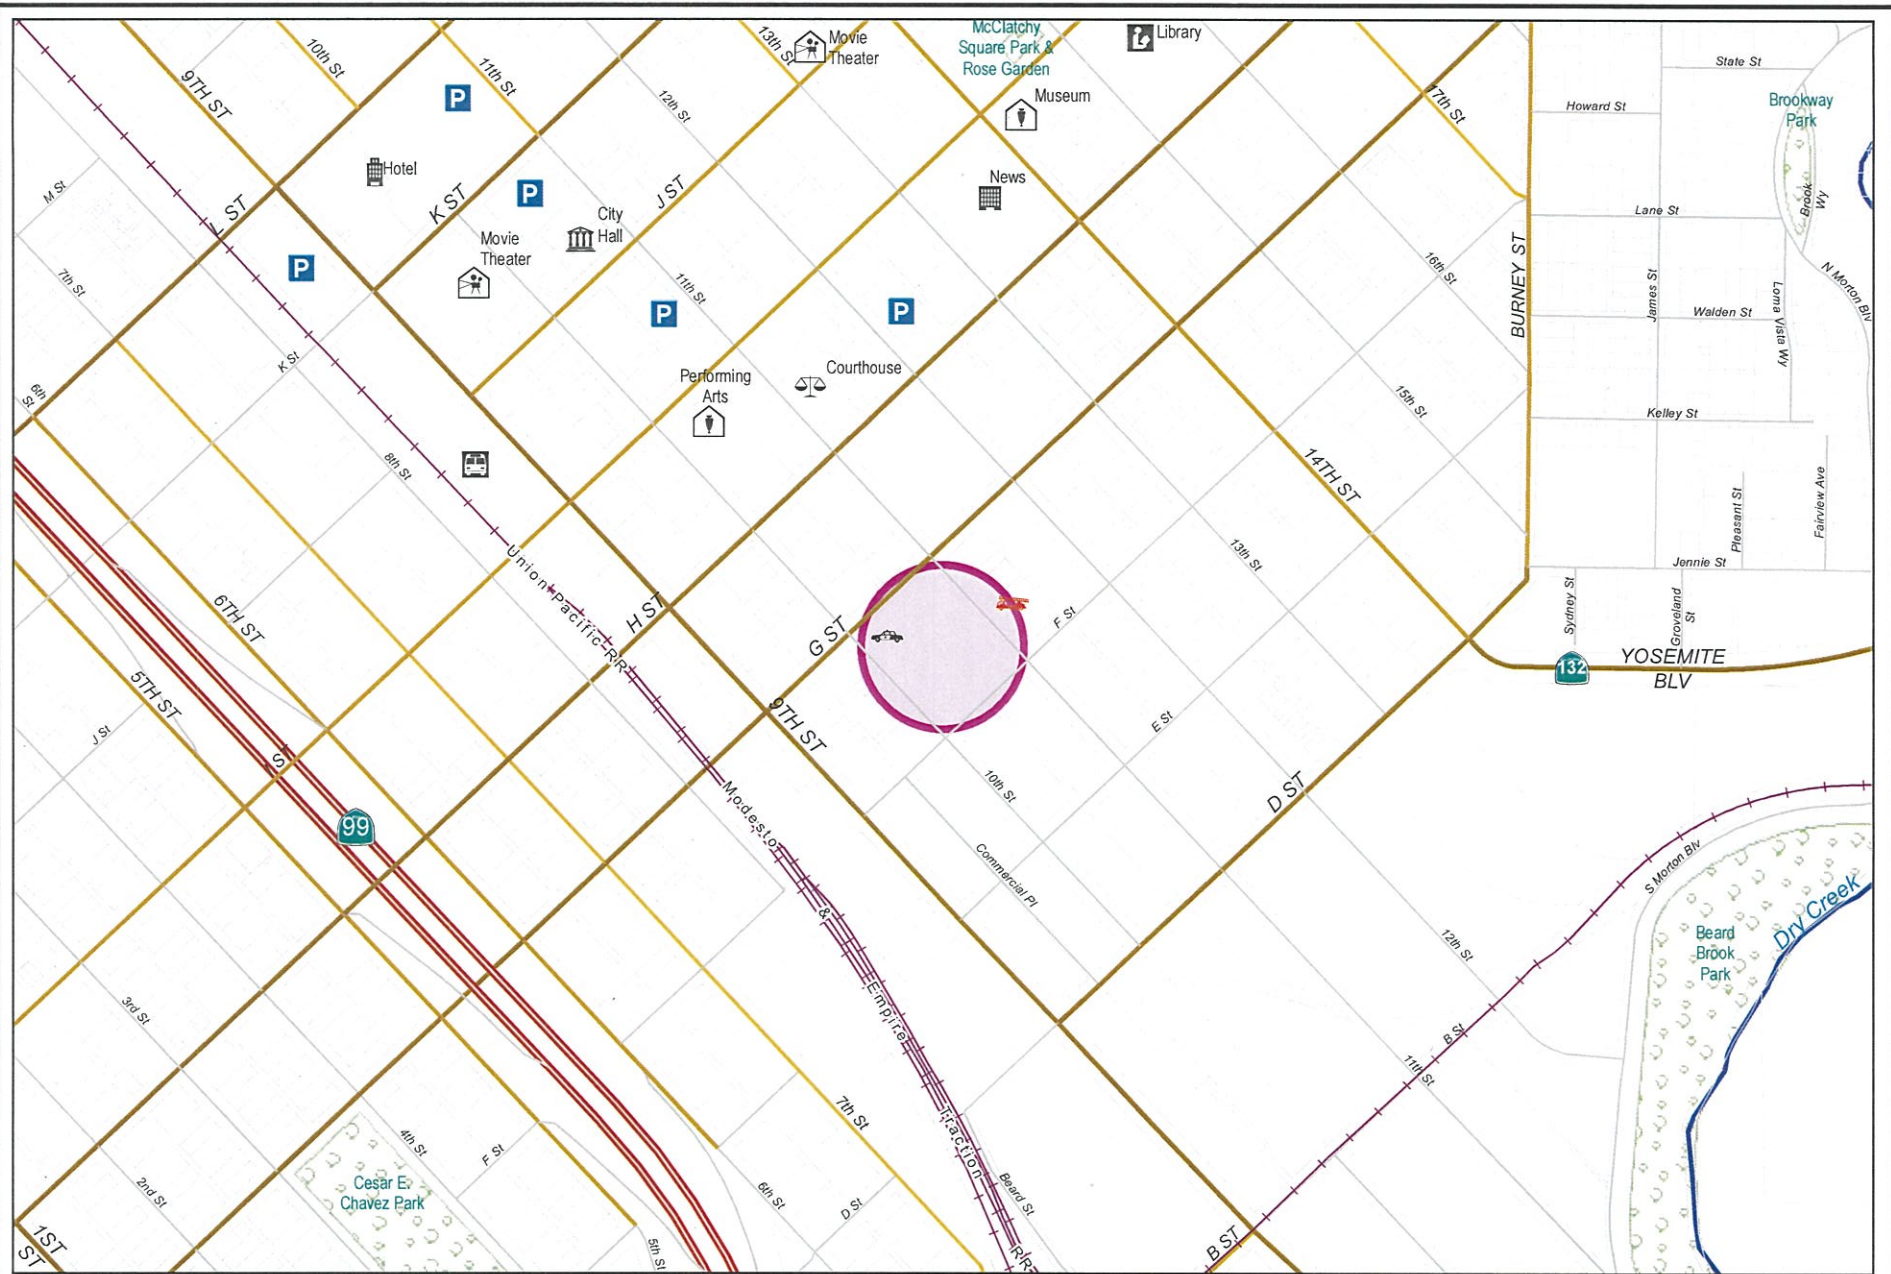 10th St
9TH ST
11th St
12th St
13th St
Movie
Theater
McClatchy
Square Park &
Rose Garden
Library
Museum
17th St
State St
Howard St
Brookway
Park
M St
L ST
Hotel
K ST
J ST
City
Hall
Movie
Theater
News
Lane St
Brook
Wy
7th St
11th St
16th St
BURNEY ST
James St
Walden St
Loma Vista Wy
N Morton Blv
P
P
P
P
P
K St
6th
St
Performing
Arts
Courthouse
15th St
Kelley St
8th St
14TH ST
Pleasant St
Fairview Ave
Union Pacific RR
13th St
Jennie St
6TH ST
H ST
G ST
F St
Sydney St
Groveland
St
YOSEMITE
BLV
132
5TH ST
9TH ST
J St
E St
I ST
10th St
D ST
99
Modesto & Empire Traction RR
Commercial Pl
S Morton Blv
Dry Creek
Beard
Brook
Park
12th St
3rd St
B St
11th St
4th St
F St
7th St
2nd St
Cesar E.
Chavez Park
6th St
D St
Beard St
1ST
ST
5th St
B ST